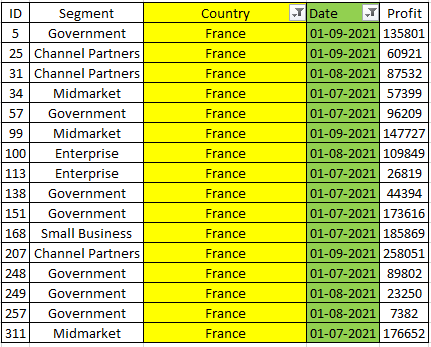 ID Segment Country Date Profit
5 Government France 01-09-2021 135801
25 Channel Partners France 01-09-2021 60921
31 Channel Partners France 01-08-2021 87532
34 Midmarket France 01-07-2021 57399
57 Government France 01-07-2021 96209
99 Midmarket France 01-09-2021 147727
100 Enterprise France 01-08-2021 109849
113 Enterprise France 01-07-2021 26819
138 Government France 01-07-2021 44394
151 Government France 01-07-2021 173616
168 Small Business France 01-07-2021 185869
207 Channel Partners France 01-09-2021 258051
248 Government France 01-07-2021 89802
249 Government France 01-08-2021 23250
257 Government France 01-08-2021 7382
311 Midmarket France 01-07-2021 176652